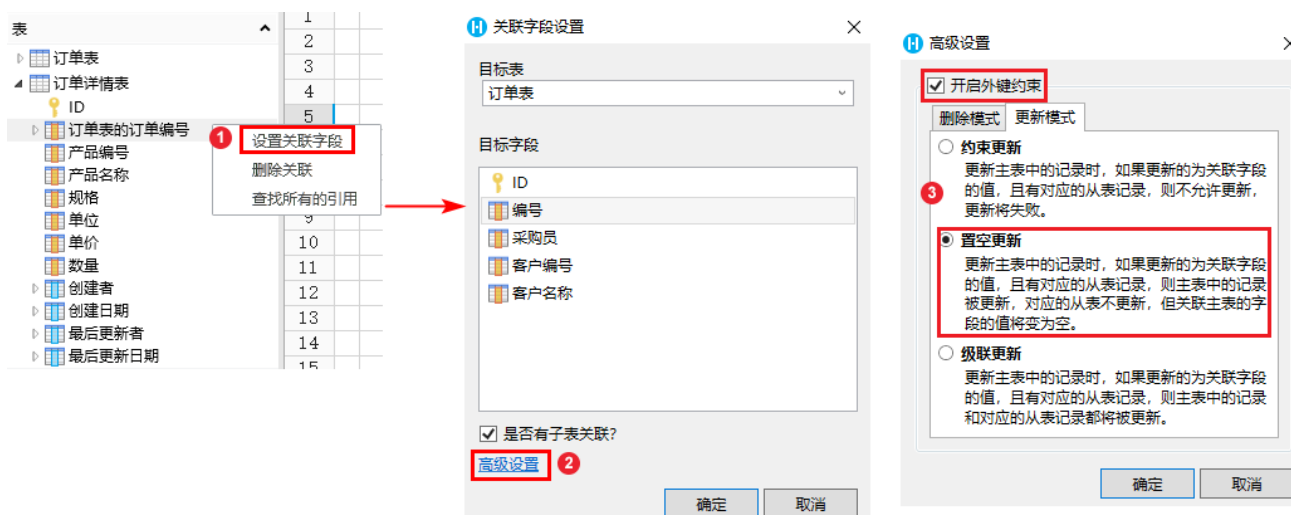 表
订单表
订单详情表
ID
订单表的订单编号
产品编号
产品名称
规格
单位
单价
数量
创建者
创建日期
最后更新者
最后更新日期
1
2
3
4
5
9
10
11
12
13
14
15
1
设置关联字段
删除关联
查找所有的引用
关联字段设置
目标表
订单表
目标字段
ID
编号
采购员
客户编号
客户名称
是否有子表关联?
高级设置
2
确定
取消
高级设置
开启外键约束
删除模式
更新模式
3
约束更新
更新主表中的记录时，如果更新的为关联字段
的值，且有对应的从表记录，则不允许更新，
更新将失败。
置空更新
更新主表中的记录时，如果更新的为关联字段
的值，且有对应的从表记录，则主表中的记录
被更新，对应的从表不更新，但关联主表的字
段的值将变为空。
级联更新
更新主表中的记录时，如果更新的为关联字段
的值，且有对应的从表记录，则主表中的记录
和对应的从表记录都将被更新。
确定
取消